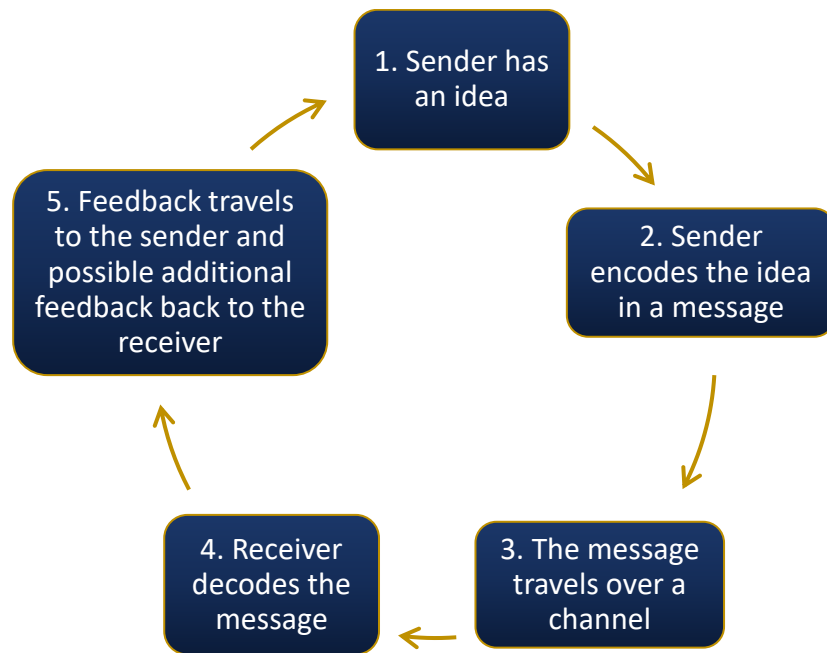 1. Sender has
an idea
2. Sender
encodes the idea
in a message
3. The message
travels over a
channel
4. Receiver
decodes the
message
5. Feedback travels
to the sender and
possible additional
feedback back to the
receiver